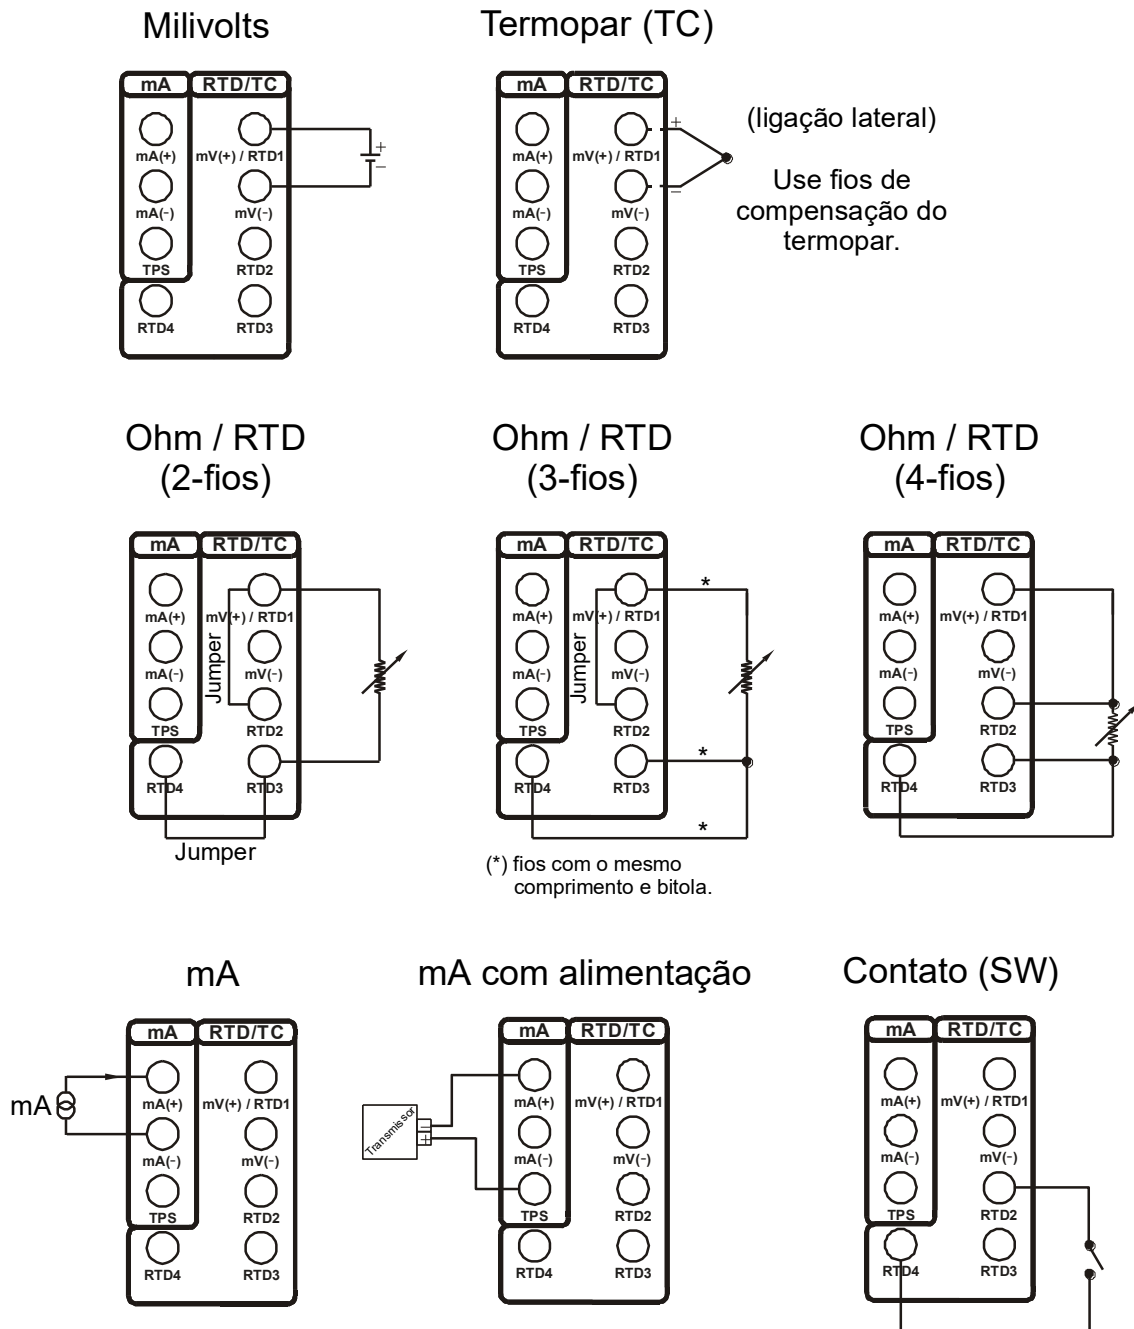 Milivolts
Termopar (TC)
mA RTD/TC
mA(+) mV(+) / RTD1
+
−
mA(-) mV(-)
TPS RTD2
RTD4 RTD3
mA RTD/TC
mA(+) mV(+) / RTD1
+
−
mA(-) mV(-)
TPS RTD2
RTD4 RTD3
(ligação lateral)
Use fios de
compensação do
termopar.
Ohm / RTD
(2-fios)
Ohm / RTD
(3-fios)
Ohm / RTD
(4-fios)
mA RTD/TC
mA(+) mV(+) / RTD1
Jumper
mA(-) mV(-)
TPS RTD2
RTD4 RTD3
Jumper
mA RTD/TC
*
mA(+) mV(+) / RTD1
Jumper
mA(-) mV(-)
TPS RTD2
*
RTD4 RTD3
*
(*) fios com o mesmo
comprimento e bitola.
mA RTD/TC
mA(+) mV(+) / RTD1
mA(-) mV(-)
TPS RTD2
RTD4 RTD3
mA
mA com alimentação
Contato (SW)
mA RTD/TC
mA
mA(+) mV(+) / RTD1
mA(-) mV(-)
TPS RTD2
RTD4 RTD3
mA RTD/TC
mA(+) mV(+) / RTD1
Transmissor
−
+
mA(-) mV(-)
TPS RTD2
RTD4 RTD3
mA RTD/TC
mA(+) mV(+) / RTD1
mA(-) mV(-)
TPS RTD2
RTD4 RTD3